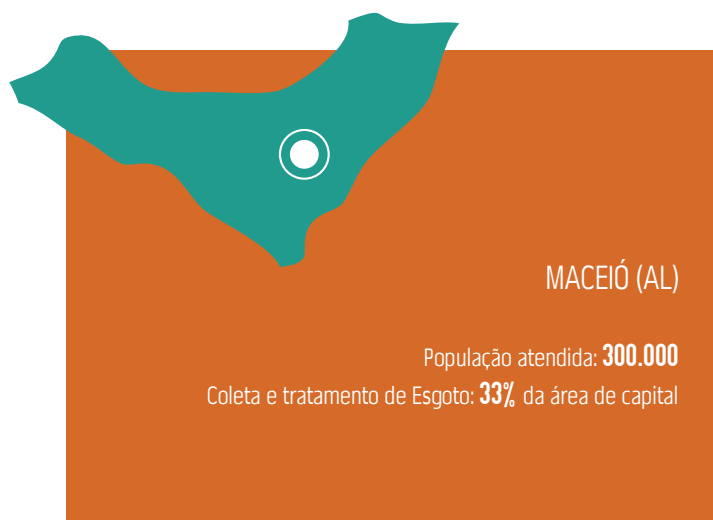 MACEIÓ (AL)
População atendida: 300.000
Coleta e tratamento de Esgoto: 33% da área de capital